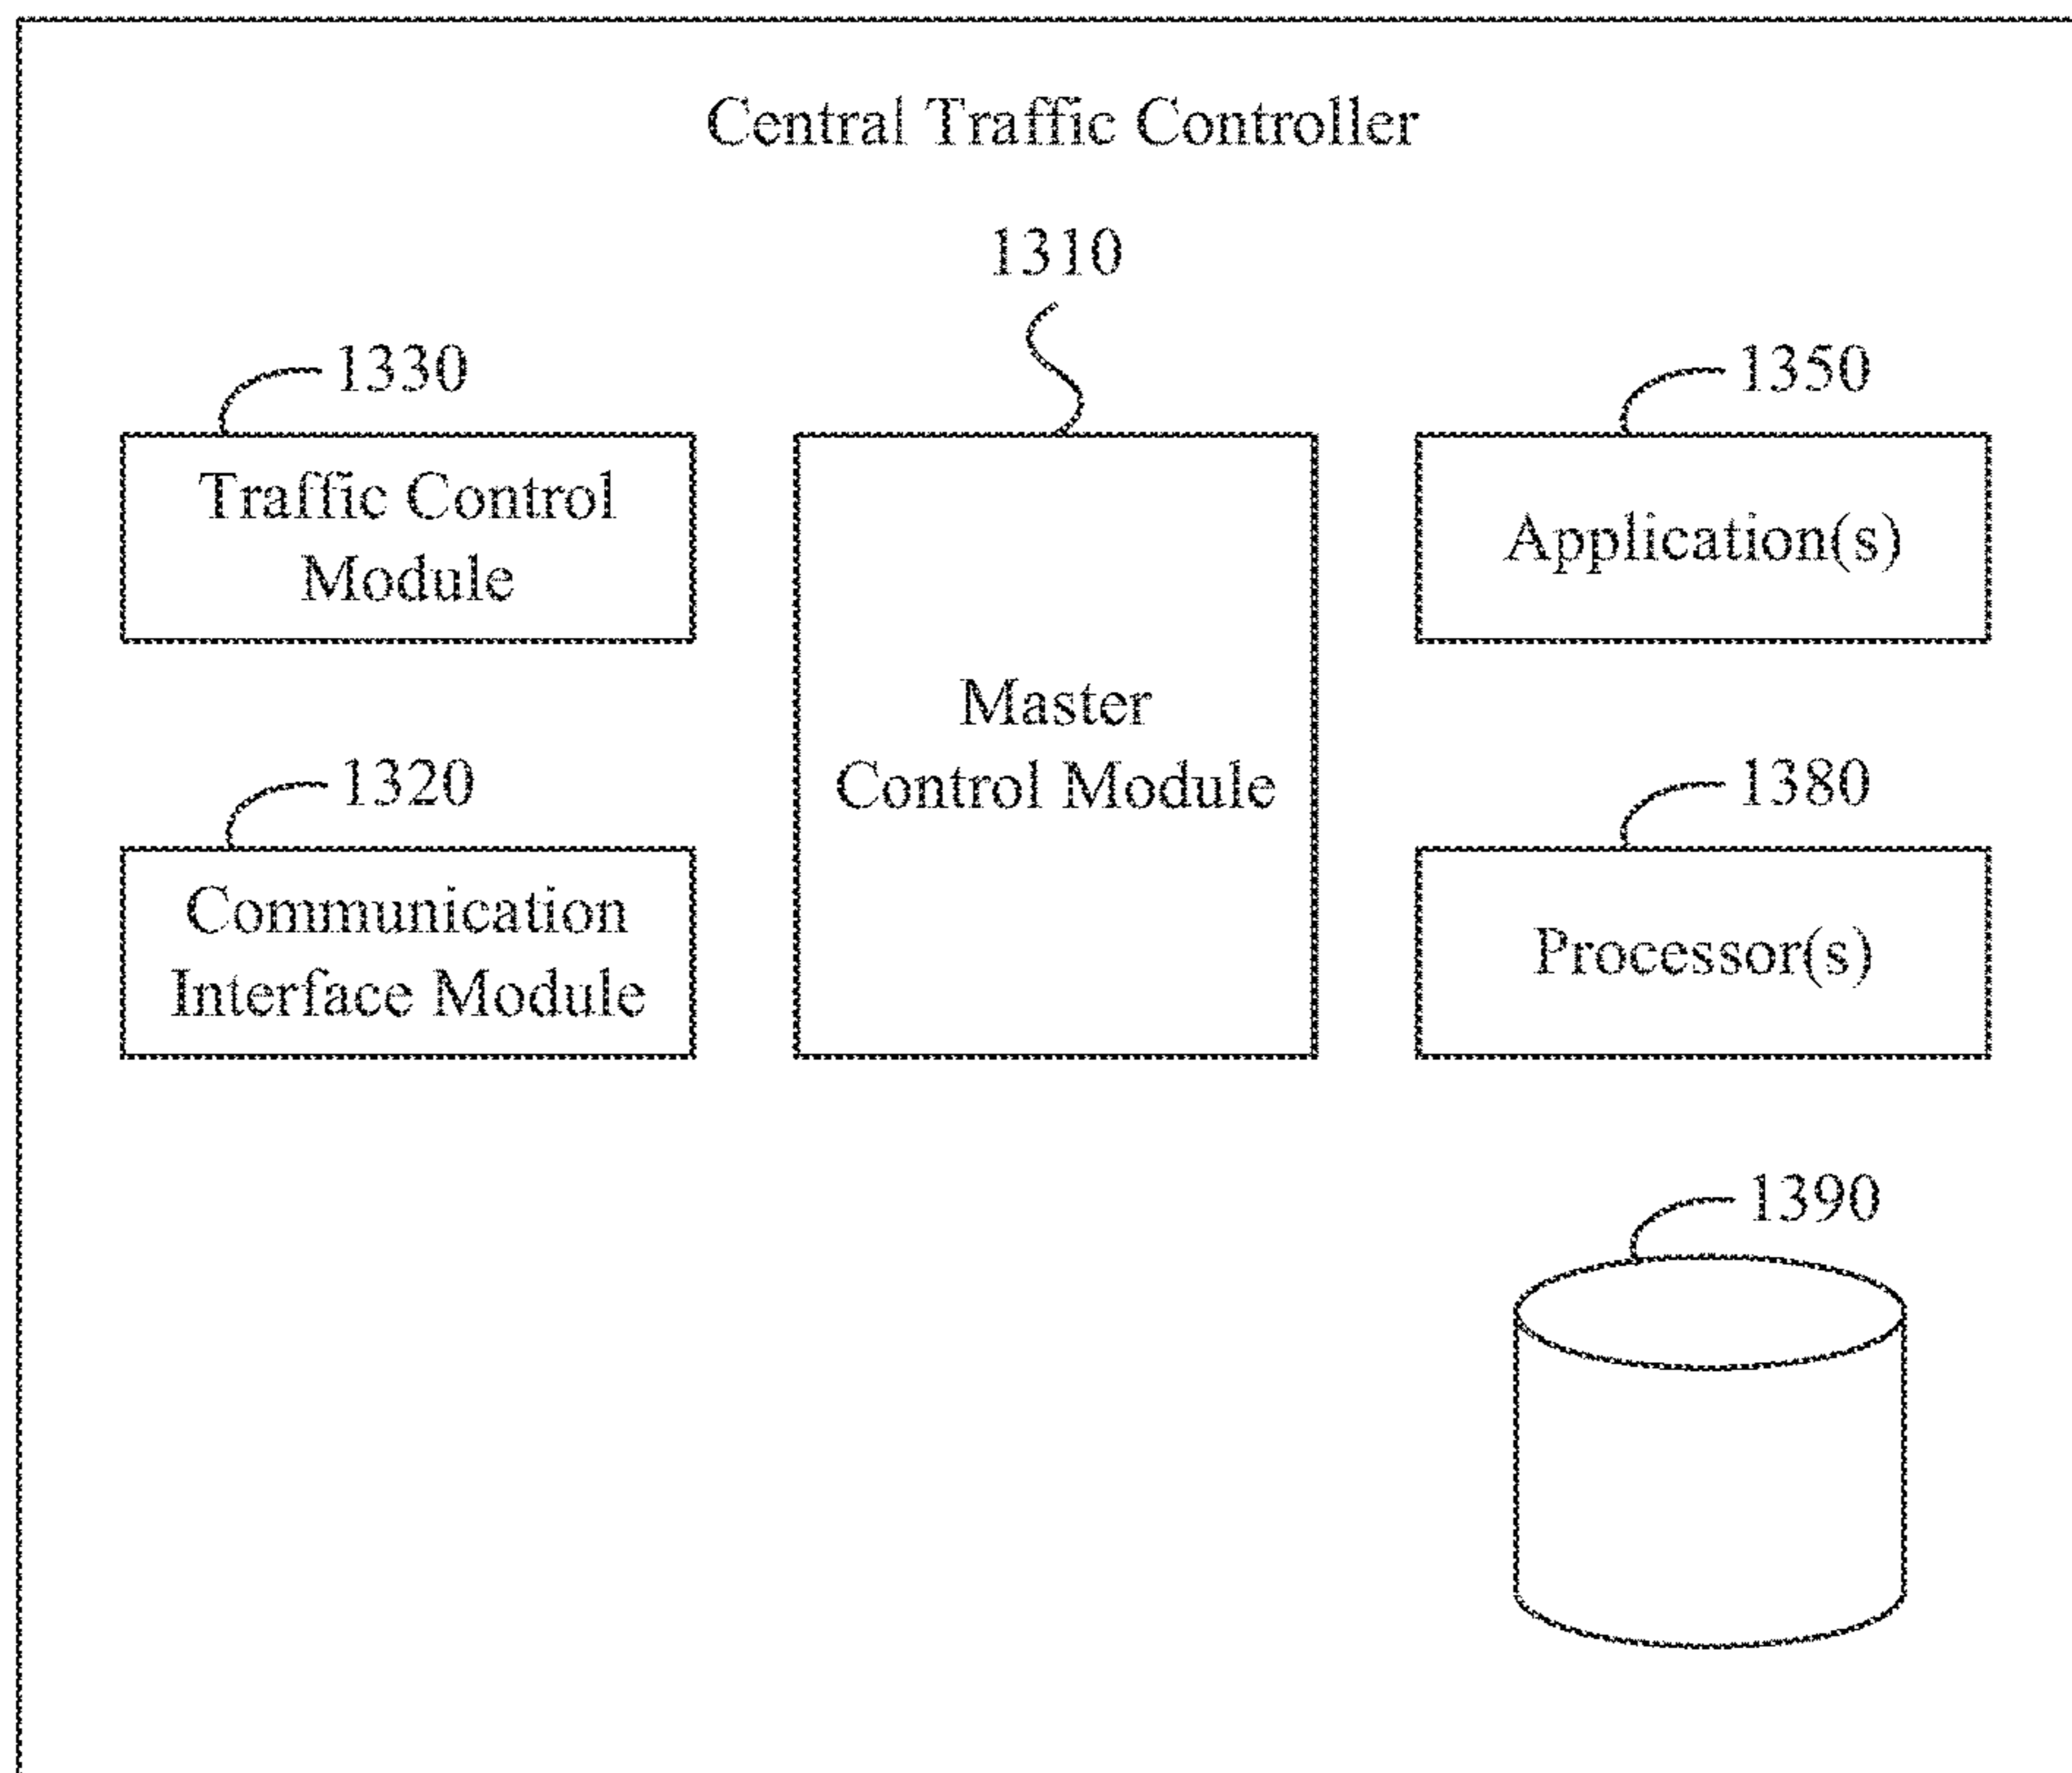 Central Traffic Controller
1310
1330
1350
Traffic Control
Module
Application(s)
Master
Control Module
1320
1380
Communication
Interface Module
Processor(s)
1390